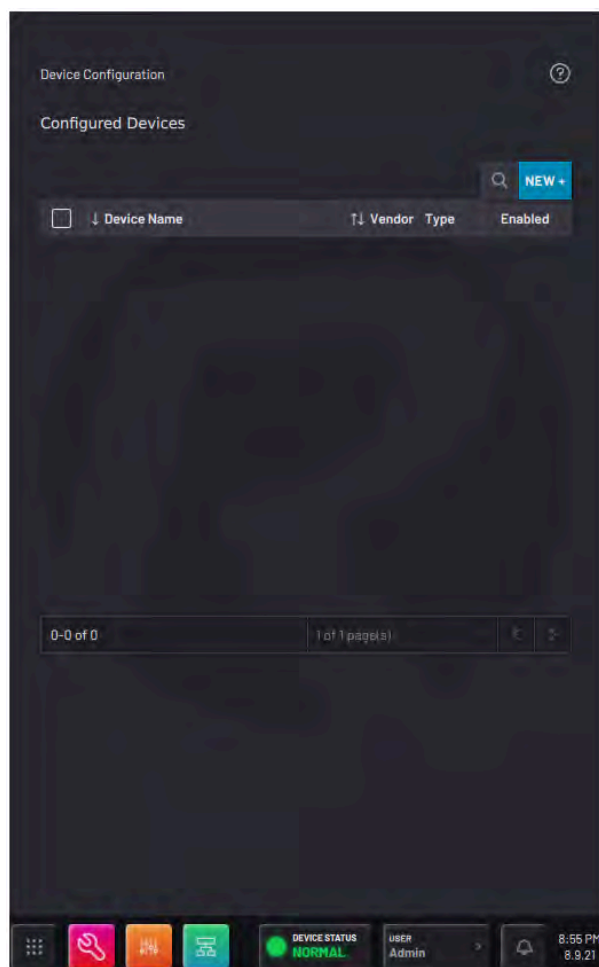 Device Configuration
Configured Devices
NEW +
↓ Device Name ↑↓ Vendor Type Enabled
0-0 of 0 1 of 1 page(s)
DEVICE STATUS
NORMAL
USER
Admin
8:55 PM
8.9.21